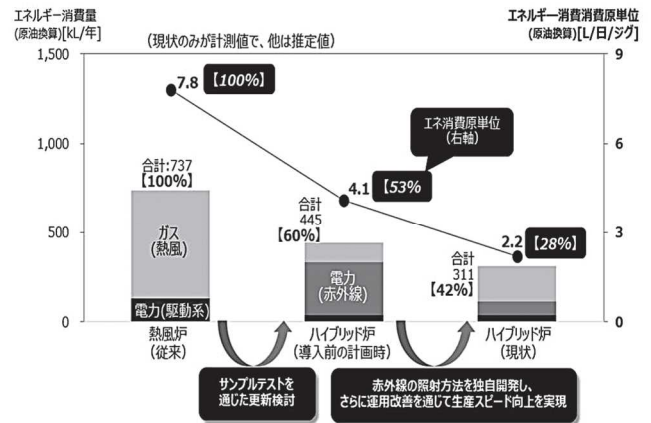 エネルギー消費量
(原油換算)[kL/年]
エネルギー消費消費原単位
(原油換算)[L/日/ジグ]
(現状のみが計測値で、他は推定値)
1,500
1,000
500
0
9
6
3
2
0
7.8 【100%】
エネ消費原単位
(右軸)
4.1 【53%
2.2 【28%】
合計:737
【100%】
ガス
(熱風)
電力(駆動系)
合計
445
【60%】
電力
(赤外線)
合計
311
【42%】
熱風炉
(従来)
ハイブリッド炉
(導入前の計画時)
ハイブリッド炉
(現状)
サンプルテストを
通じた更新検討
赤外線の照射方法を独自開発し、
さらに運用改善を通じて生産スピード向上を実現